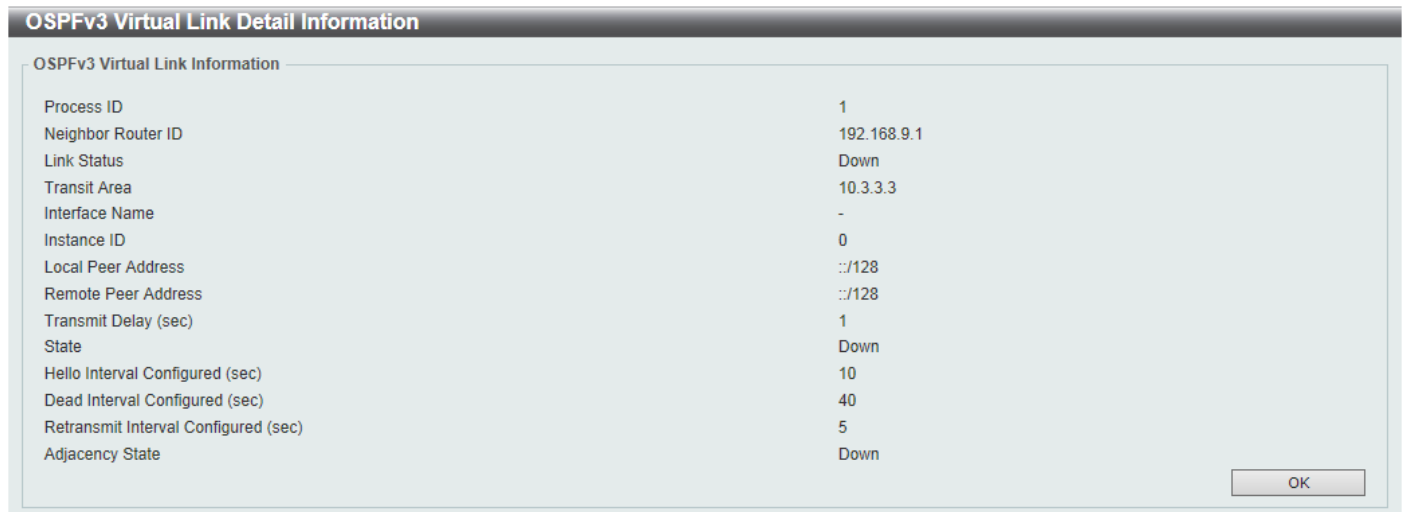 OSPFv3 Virtual Link Detail Information
OSPFv3 Virtual Link Information
Process ID 1
Neighbor Router ID 192.168.9.1
Link Status Down
Transit Area 10.3.3.3
Interface Name -
Instance ID 0
Local Peer Address ::/128
Remote Peer Address ::/128
Transmit Delay (sec) 1
State Down
Hello Interval Configured (sec) 10
Dead Interval Configured (sec) 40
Retransmit Interval Configured (sec) 5
Adjacency State Down
OK